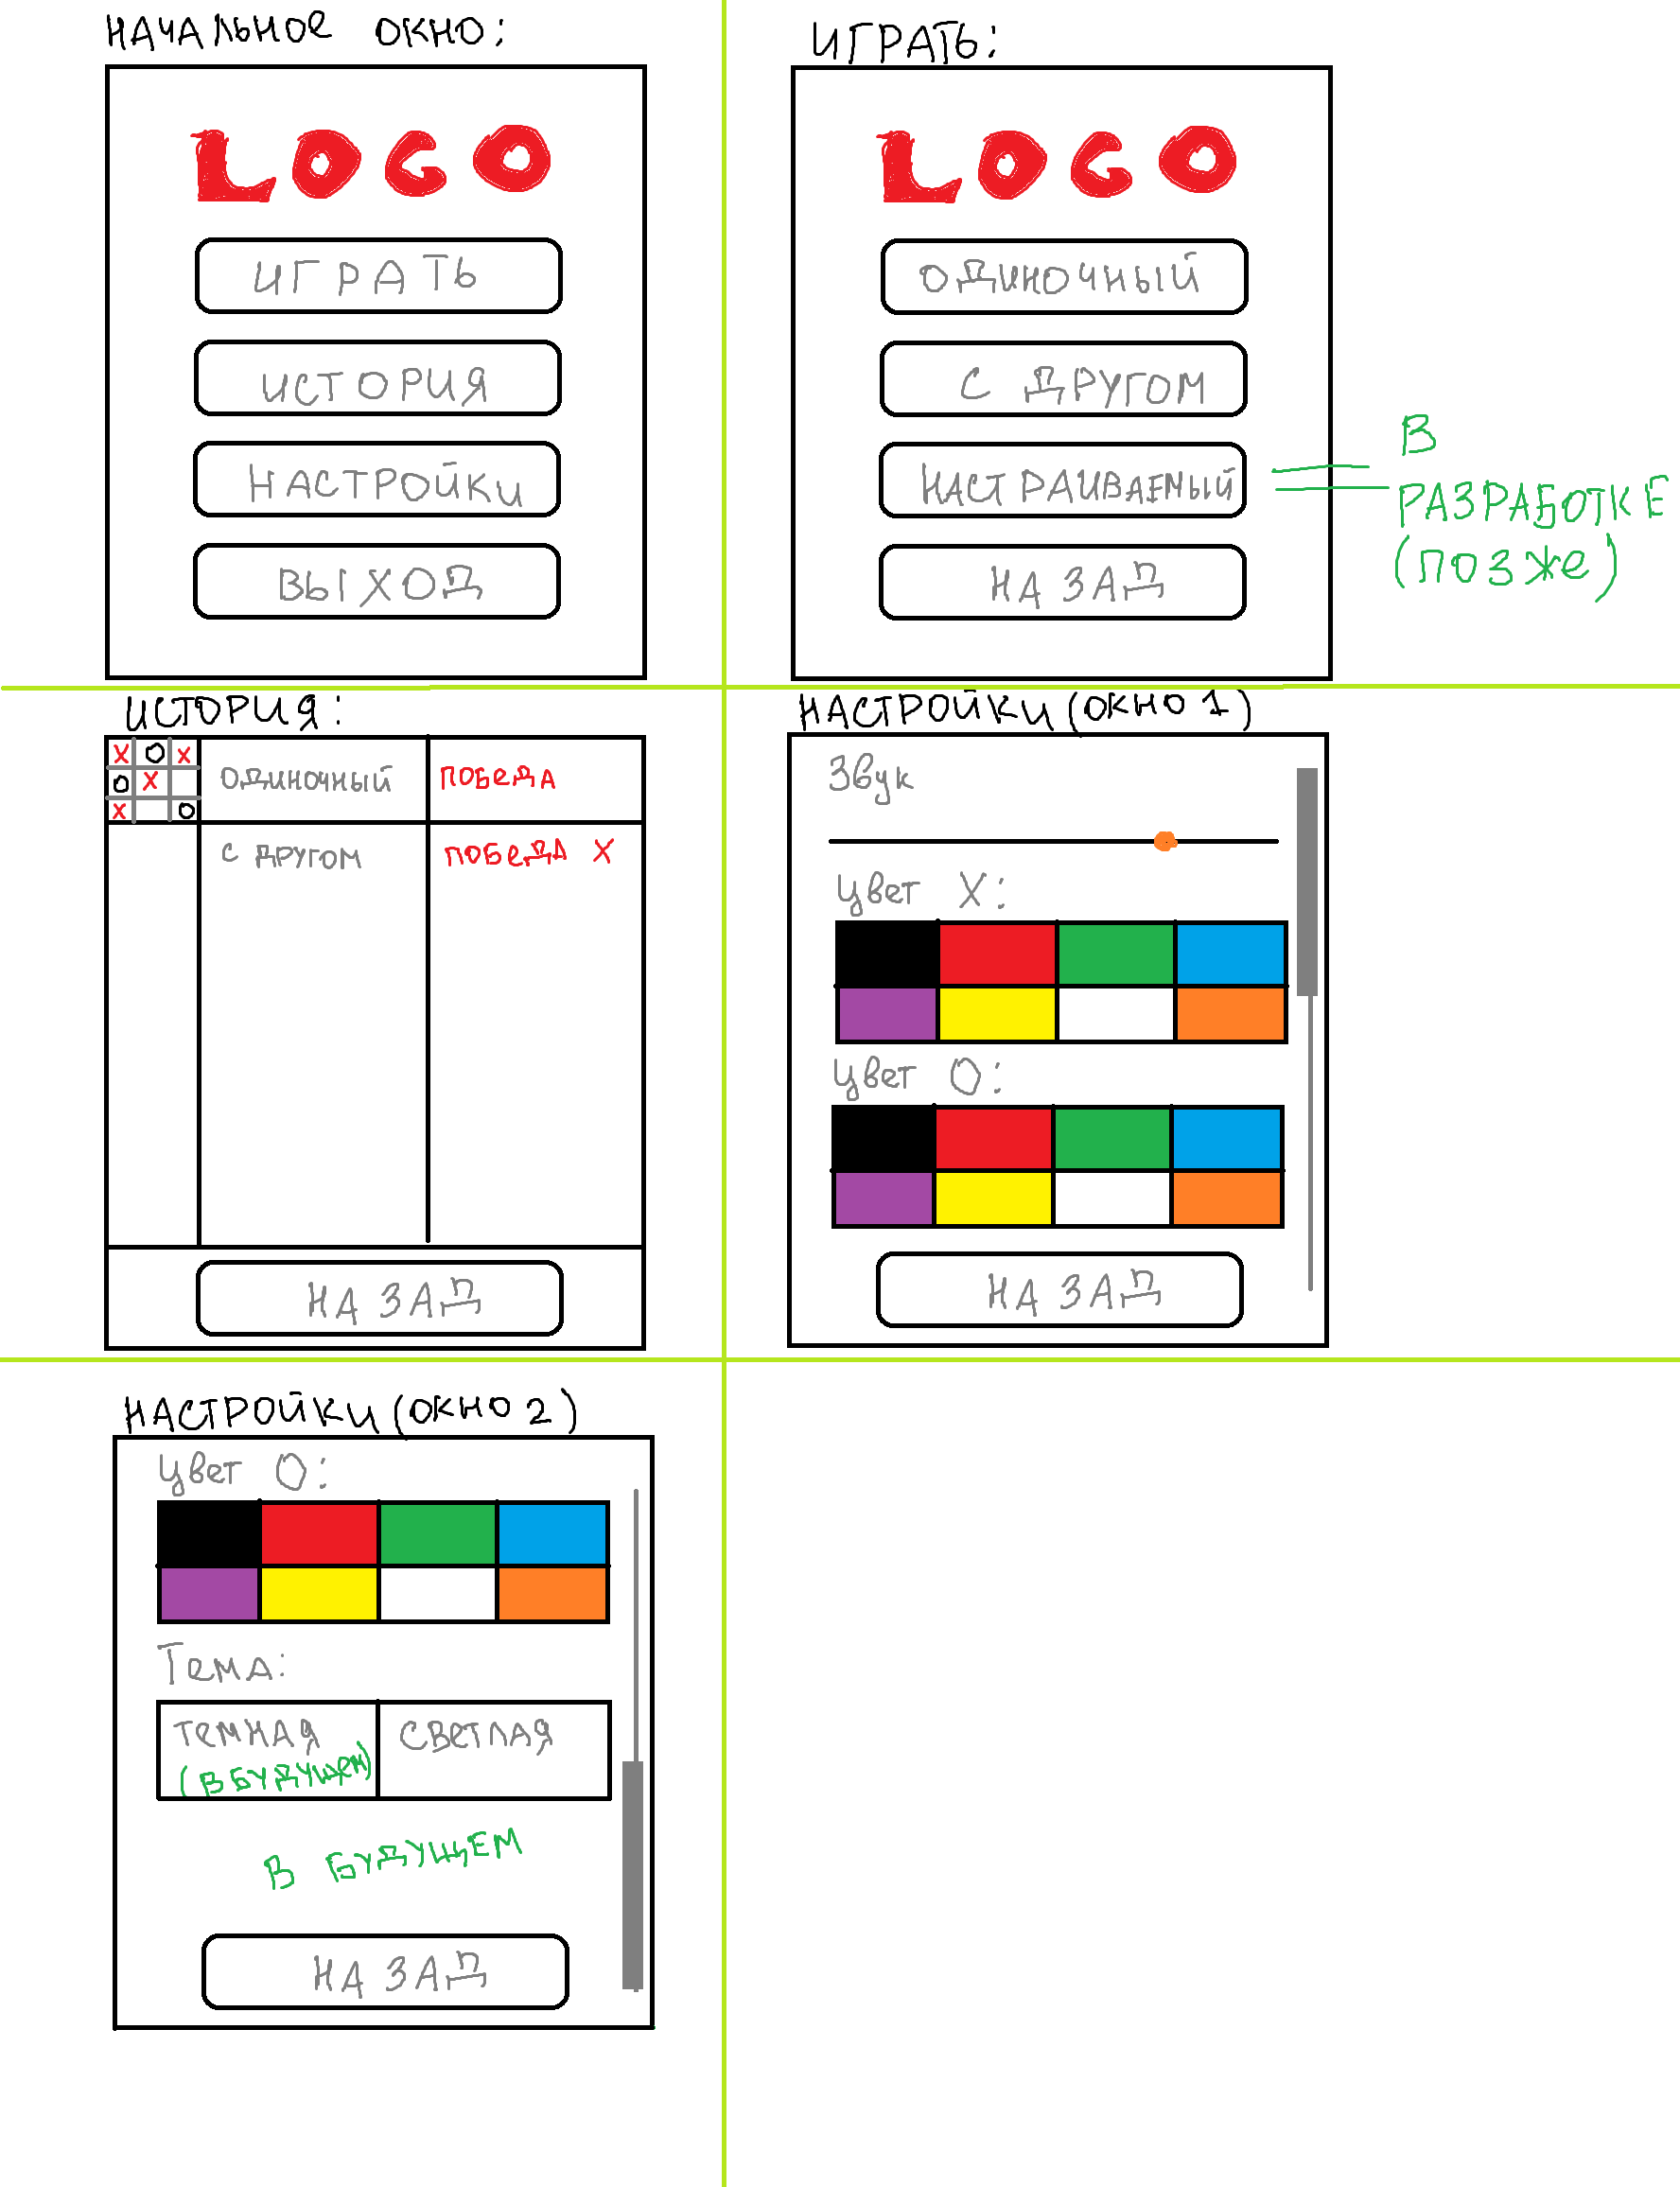 НАЧАЛЬНОЕ ОКНО:
LOGO
ИГРАТЬ
ИСТОРИЯ
НАСТРОЙКИ
ВЫХОД
ИГРАТЬ:
LOGO
ОДИНОЧНЫЙ
С ДРУГОМ
НАСТРАИВАЕМЫЙ
НАЗАД
В
РАЗРАБОТКЕ
(ПОЗЖЕ)
ИСТОРИЯ:
X O X
O X
X O
ОДИНОЧНЫЙ ПОБЕДА
С ДРУГОМ ПОБЕДА X
НАЗАД
НАСТРОЙКИ (ОКНО 1)
Звук
Цвет X:
Цвет O:
НАЗАД
НАСТРОЙКИ (ОКНО 2)
Цвет O:
Тема:
ТЕМНАЯ СВЕТЛАЯ
(В БУДУЩЕМ)
В БУДУЩЕМ
НАЗАД